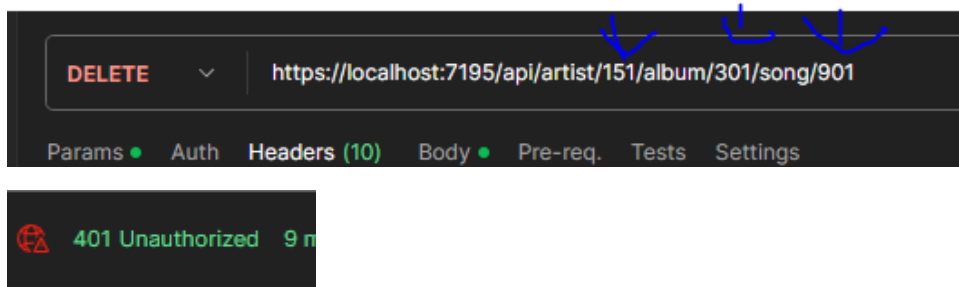 DELETE https://localhost:7195/api/artist/151/album/301/song/901
Params Auth Headers (10) Body Pre-req. Tests Settings
401 Unauthorized 9